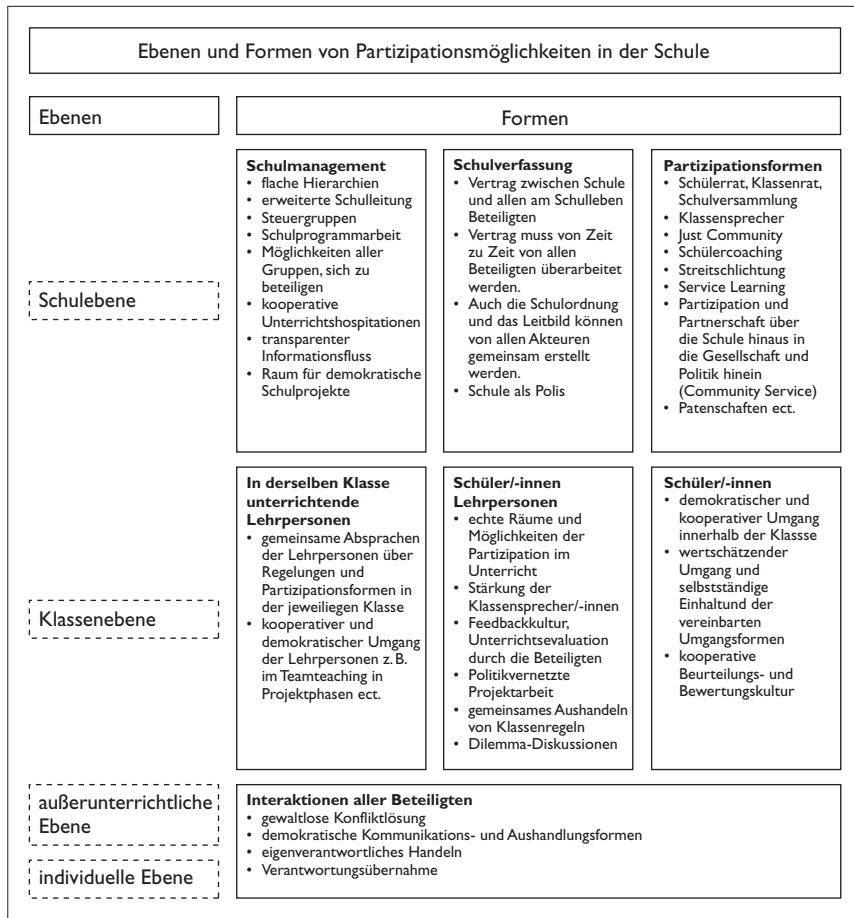 Ebenen und Formen von Partizipationsmöglichkeiten in der Schule
Ebenen
Formen
Schulebene
Schulmanagement
• flache Hierarchien
• erweiterte Schulleitung
• Steuergruppen
• Schulprogrammarbeit
• Möglichkeiten aller
Gruppen, sich zu
beteiligen
• kooperative
Unterrichtshospitationen
• transparenter
Informationsfluss
• Raum für demokratische
Schulprojekte
Schulverfassung
• Vertrag zwischen Schule
und allen am Schulleben
Beteiligten
• Vertrag muss von Zeit
zu Zeit von allen
Beteiligten überarbeitet
werden.
• Auch die Schulordnung
und das Leitbild können
von allen Akteuren
gemeinsam erstellt
werden.
• Schule als Polis
Partizipationsformen
• Schülerrat, Klassenrat,
Schulversammlung
• Klassensprecher
• Just Community
• Schülercoaching
• Streitschlichtung
• Service Learning
• Partizipation und
Partnerschaft über
die Schule hinaus in
die Gesellschaft und
Politik hinein
(Community Service)
• Patenschaften ect.
Klassenebene
In derselben Klasse
unterrichtende
Lehrpersonen
• gemeinsame Absprachen
der Lehrpersonen über
Regelungen und
Partizipationsformen in
der jeweiliegen Klasse
• kooperativer und
demokratischer Umgang
der Lehrpersonen z. B.
im Teamteaching in
Projektphasen ect.
Schüler/-innen
Lehrpersonen
• echte Räume und
Möglichkeiten der
Partizipation im
Unterricht
• Stärkung der
Klassensprecher/-innen
• Feedbackkultur,
Unterrichtsevaluation
durch die Beteiligten
• Politikvernetzte
Projektarbeit
• gemeinsames Aushandeln
von Klassenregeln
• Dilemma-Diskussionen
Schüler/-innen
• demokratischer und
kooperativer Umgang
innerhalb der Klassse
• wertschätzender
Umgang und
selbstständige
Einhaltund der
vereinbarten
Umgangsformen
• kooperative
Beurteilungs- und
Bewertungskultur
außerunterrichtliche
Ebene
individuelle Ebene
Interaktionen aller Beteiligten
• gewaltlose Konfliktlösung
• demokratische Kommunikations- und Aushandlungsformen
• eigenverantwortliches Handeln
• Verantwortungsübernahme